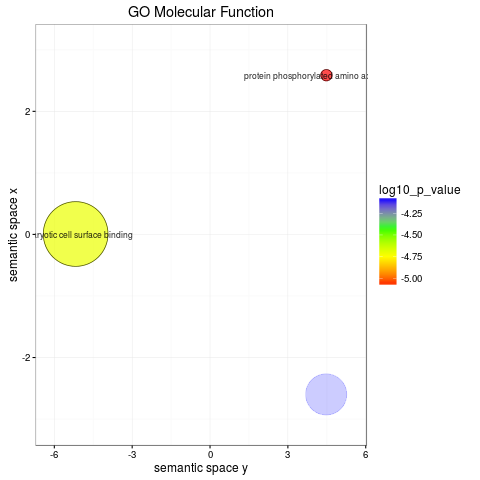 GO Molecular Function
protein phosphorylated amino a
ryotic cell surface binding
semantic space x
2
0
-2
-6
-3
0
3
6
semantic space y
log10_p_value
-4.25
-4.50
-4.75
-5.00